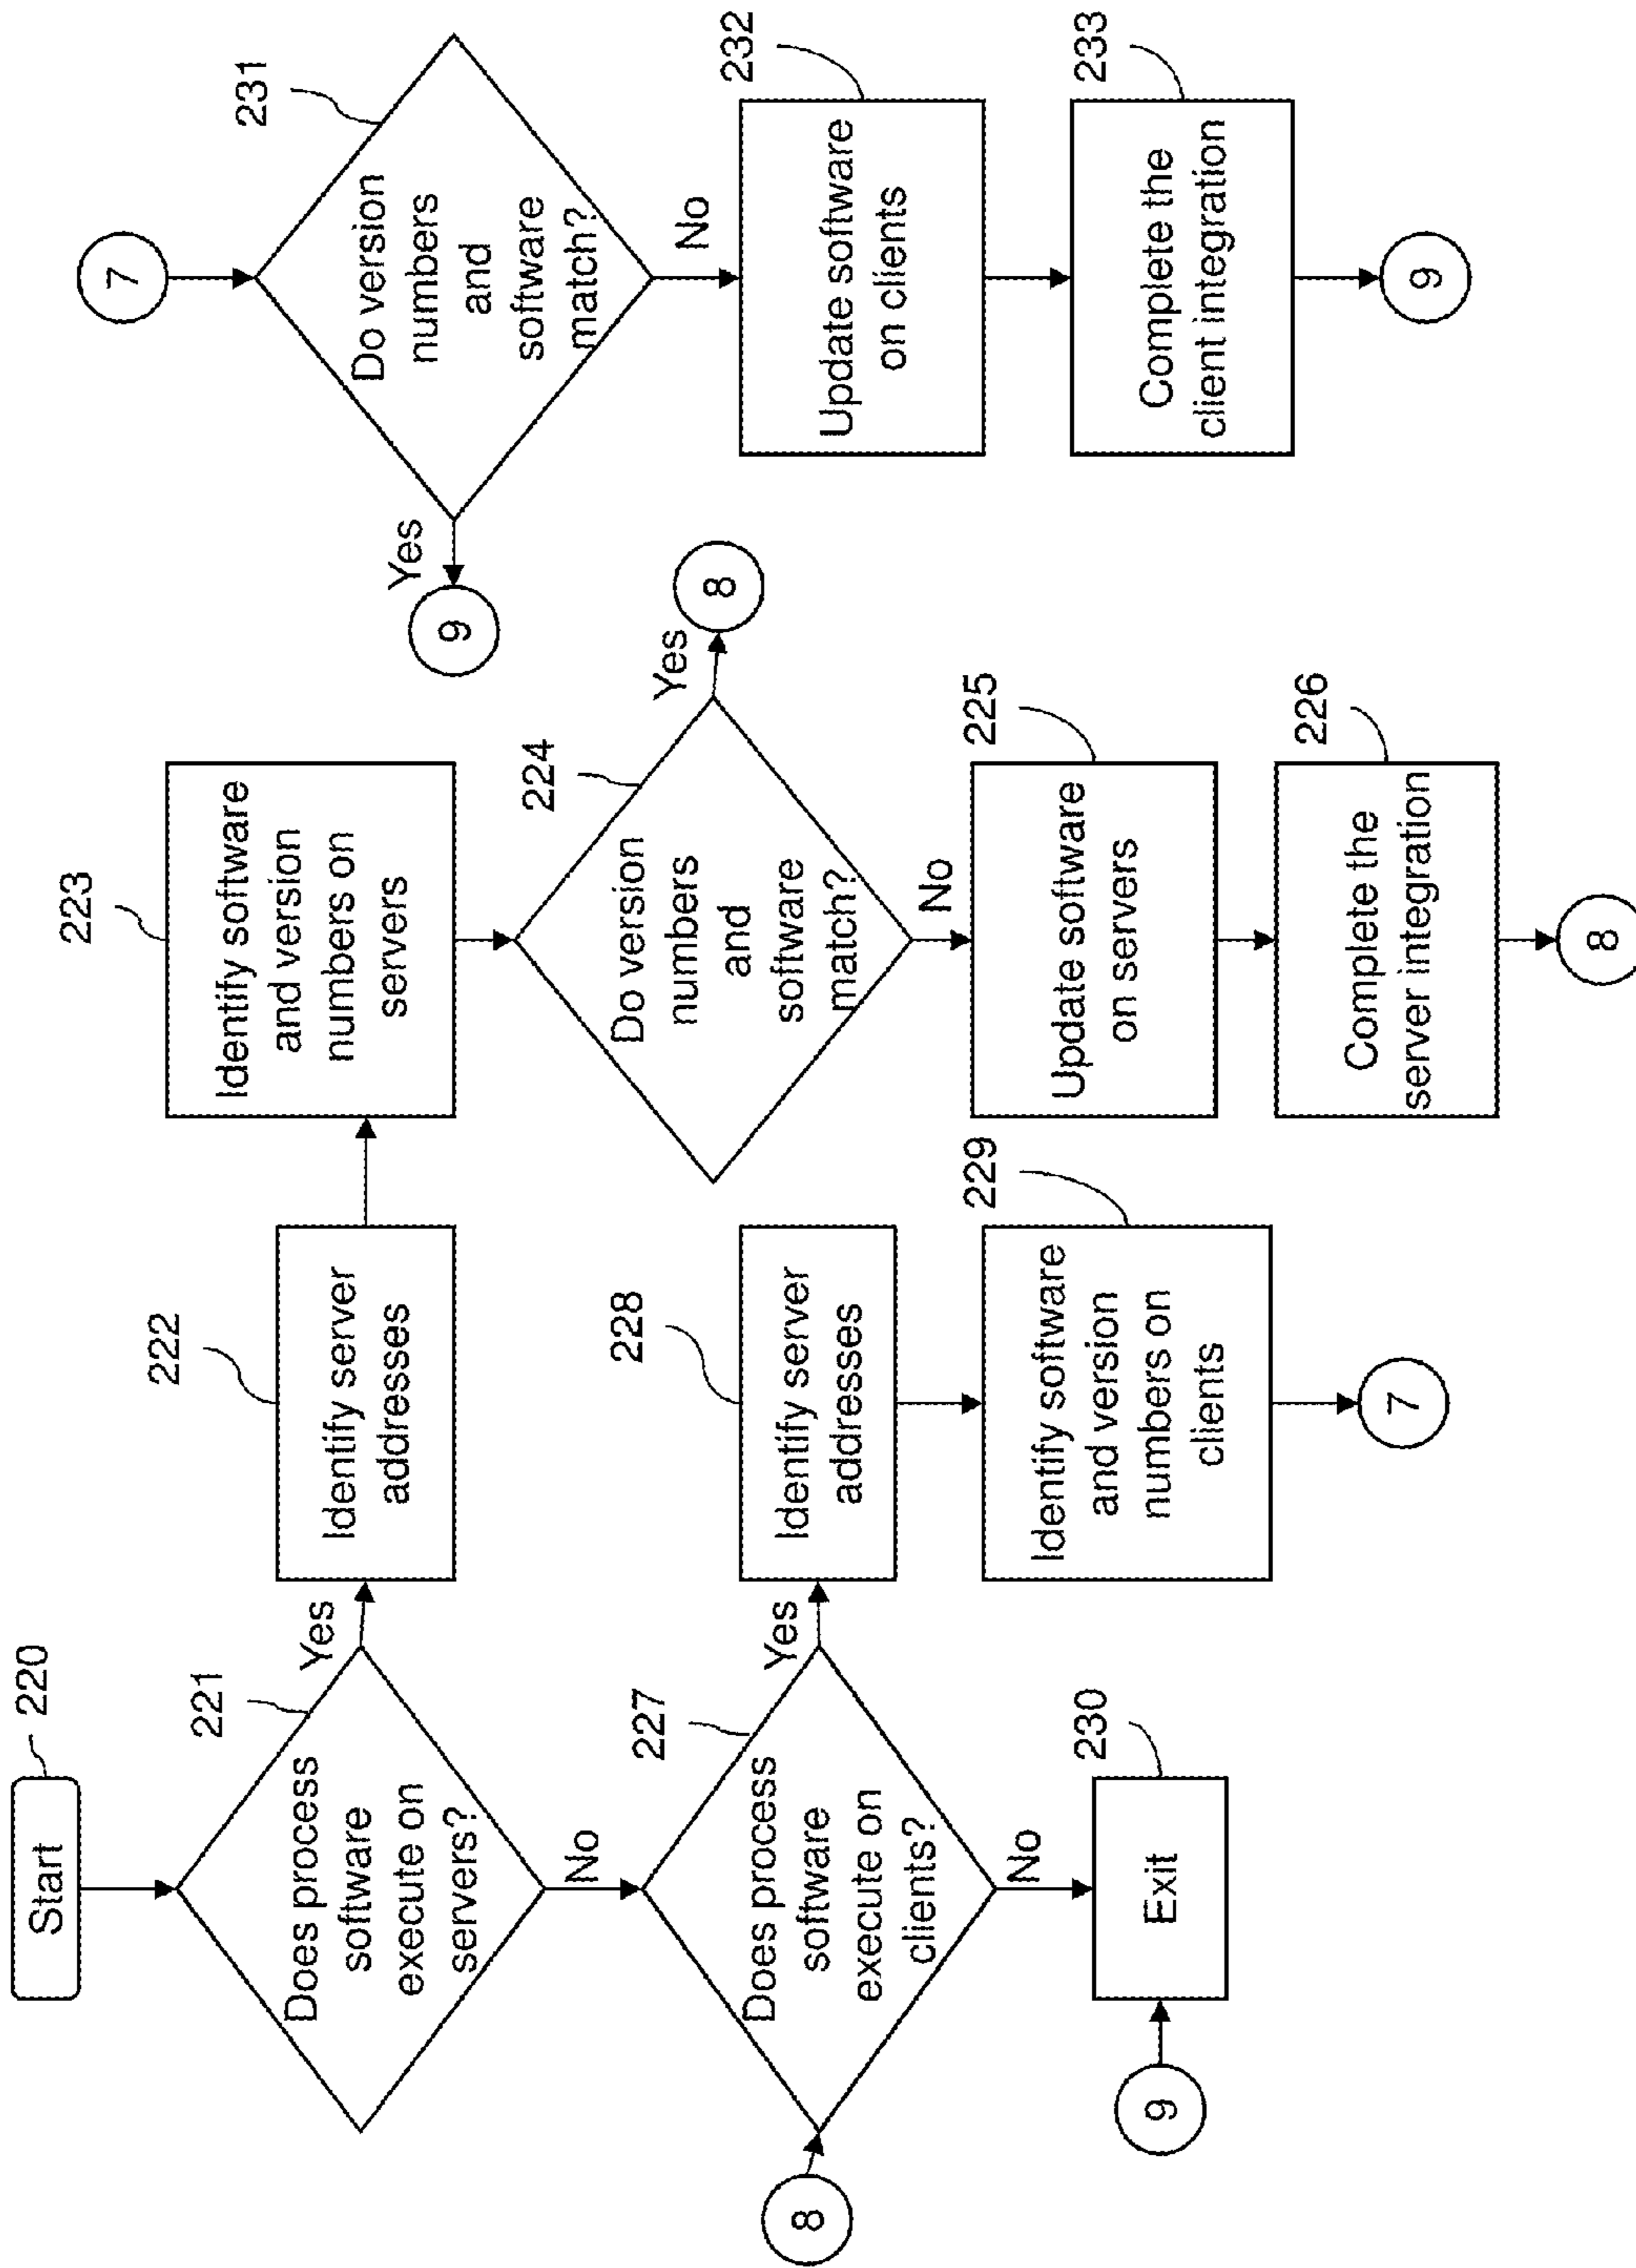 Start
220
Does process
software
execute on
servers?
221
Yes
No
Identify server
addresses
222
Identify software
and version
numbers on
servers
223
Do version
numbers
and
software
match?
224
Yes
8
No
Update software
on servers
225
Complete the
server integration
226
8
8
Does process
software
execute on
clients?
227
Yes
No
Identify server
addresses
228
Identify software
and version
numbers on
clients
229
7
9
Exit
230
7
Do version
numbers
and
software
match?
231
Yes
9
No
Update software
on clients
232
Complete the
client integration
233
9